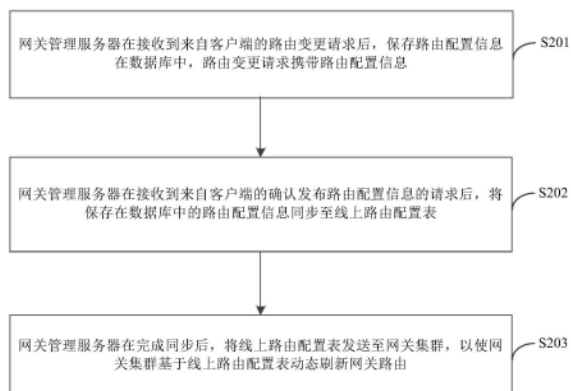 网关管理服务器在接收到来自客户端的路由变更请求后，保存路由配置信息
在数据库中，路由变更请求携带路由配置信息
S201
网关管理服务器在接收到来自客户端的确认发布路由配置信息的请求后，将
保存在数据库中的路由配置信息同步至线上路由配置表
S202
网关管理服务器在完成同步后，将线上路由配置表发送至网关集群，以使网
关集群基于线上路由配置表动态刷新网关路由
S203